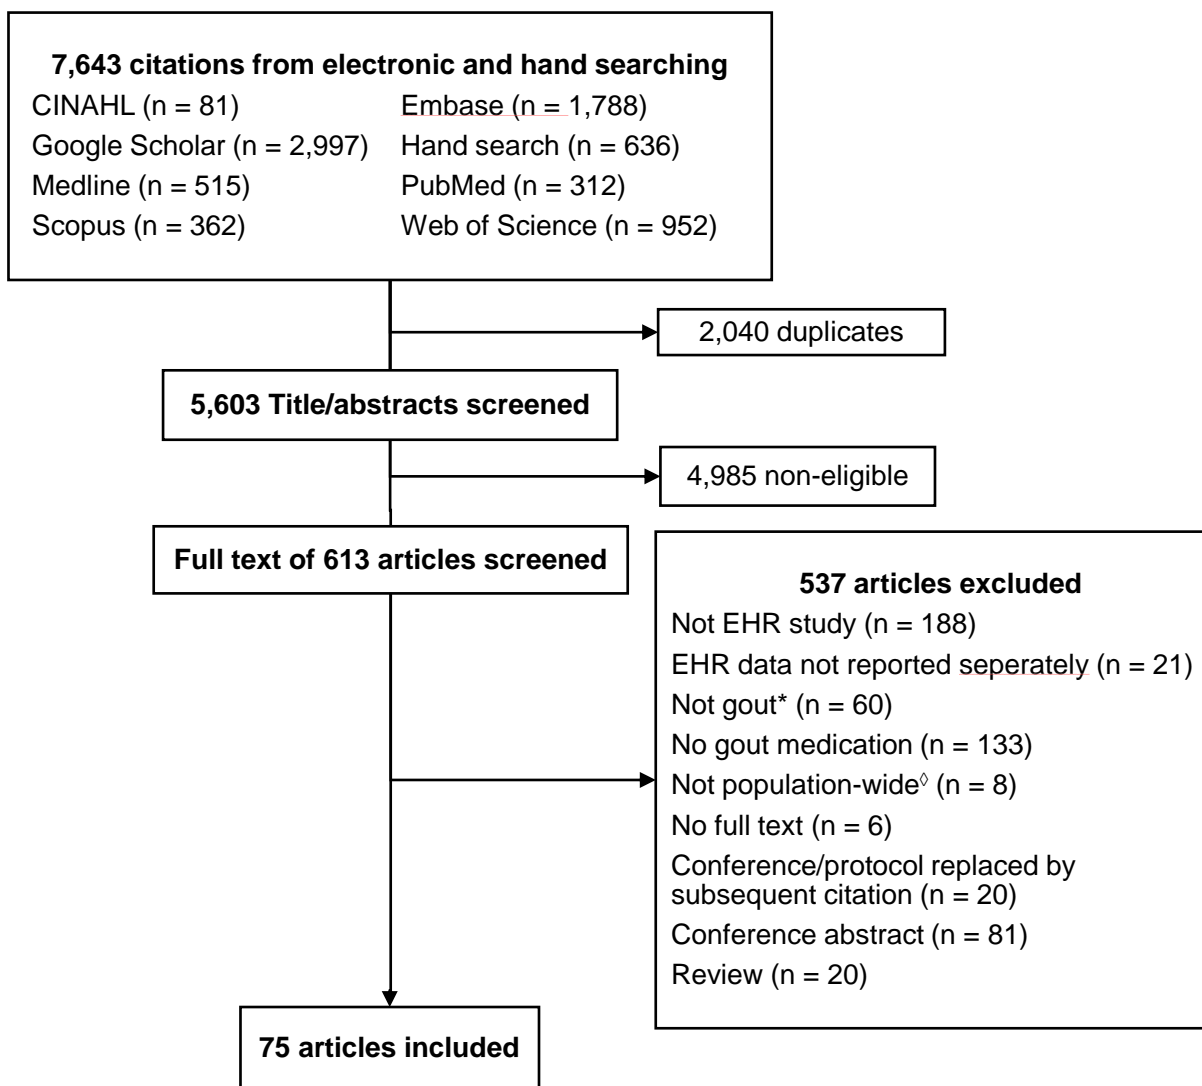 7,643 citations from electronic and hand searching
CINAHL (n = 81)
Embase (n = 1,788)
Google Scholar (n = 2,997)
Hand search (n = 636)
Medline (n = 515)
PubMed (n = 312)
Scopus (n = 362)
Web of Science (n = 952)
2,040 duplicates
5,603 Title/abstracts screened
4,985 non-eligible
Full text of 613 articles screened
537 articles excluded
Not EHR study (n = 188)
EHR data not reported seperately (n = 21)
Not gout* (n = 60)
No gout medication (n = 133)
Not population-wide◊ (n = 8)
No full text (n = 6)
Conference/protocol replaced by
subsequent citation (n = 20)
Conference abstract (n = 81)
Review (n = 20)
75 articles included